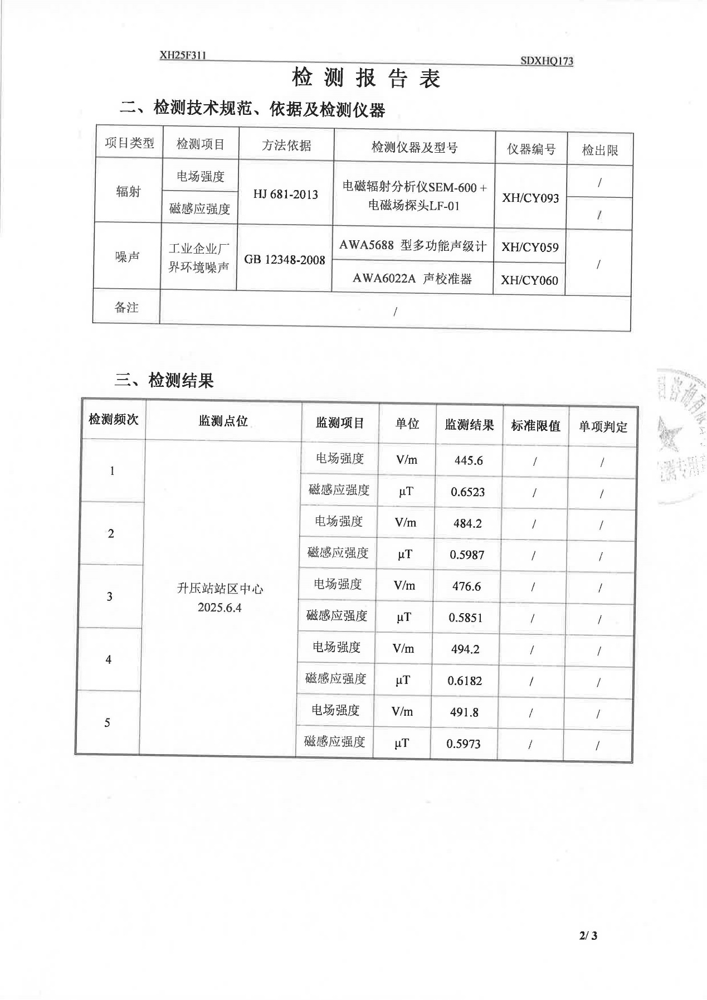 XH25F311 SDXHQ173
检测报告表
二、检测技术规范、依据及检测仪器
项目类型 检测项目 方法依据 检测仪器及型号 仪器编号 检出限
辐射 电场强度 HJ 681-2013 电磁辐射分析仪SEM-600 + XH/CY093 /
磁感应强度 电磁场探头LF-01 /
噪声 工业企业厂 GB 12348-2008 AWA5688 型多功能声级计 XH/CY059 /
界环境噪声 AWA6022A 声校准器 XH/CY060
备注 /
三、检测结果
检测频次 监测点位 监测项目 单位 监测结果 标准限值 单项判定
1 电场强度 V/m 445.6 / /
磁感应强度 μT 0.6523 / /
2 电场强度 V/m 484.2 / /
磁感应强度 μT 0.5987 / /
3 升压站站区中心 电场强度 V/m 476.6 / /
2025.6.4 磁感应强度 μT 0.5851 / /
4 电场强度 V/m 494.2 / /
磁感应强度 μT 0.6182 / /
5 电场强度 V/m 491.8 / /
磁感应强度 μT 0.5973 / /
咨询有限
测专用
2/ 3